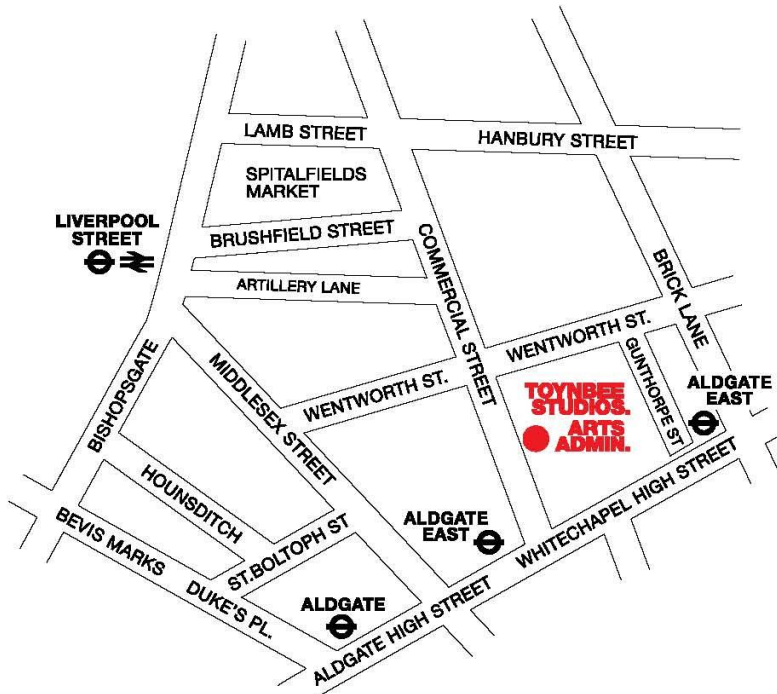 LAMB STREET
HANBURY STREET
SPITALFIELDS
MARKET
LIVERPOOL
STREET
BRUSHFIELD STREET
COMMERCIAL STREET
ARTILLERY LANE
BRICK LANE
WENTWORTH ST.
GUNTHORPE ST
BISHOPSGATE
MIDDLESEX STREET
WENTWORTH ST.
TOYNBEE
STUDIOS.
ARTS
ADMIN.
ALDGATE
EAST
HOUNSDITCH
BEVIS MARKS
ST.BOLTOPH ST
ALDGATE
EAST
WHITECHAPEL HIGH STREET
DUKE'S PL.
ALDGATE
ALDGATE HIGH STREET